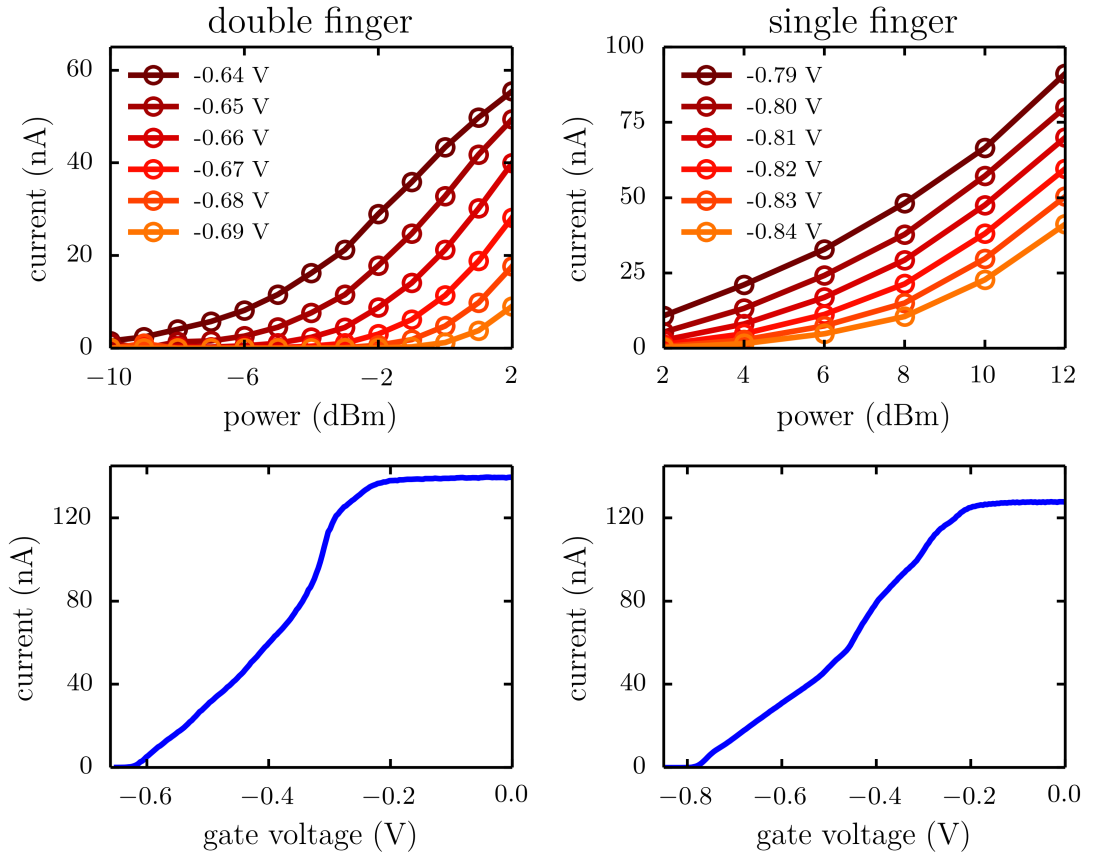 double finger
60
40
20
0
current (nA)
-0.64 V
-0.65 V
-0.66 V
-0.67 V
-0.68 V
-0.69 V
−10
−6
−2
2
power (dBm)
single finger
100
75
50
25
0
current (nA)
-0.79 V
-0.80 V
-0.81 V
-0.82 V
-0.83 V
-0.84 V
2
4
6
8
10
12
power (dBm)
120
80
40
0
current (nA)
−0.6
−0.4
−0.2
0.0
gate voltage (V)
120
80
40
0
current (nA)
−0.8
−0.6
−0.4
−0.2
0.0
gate voltage (V)